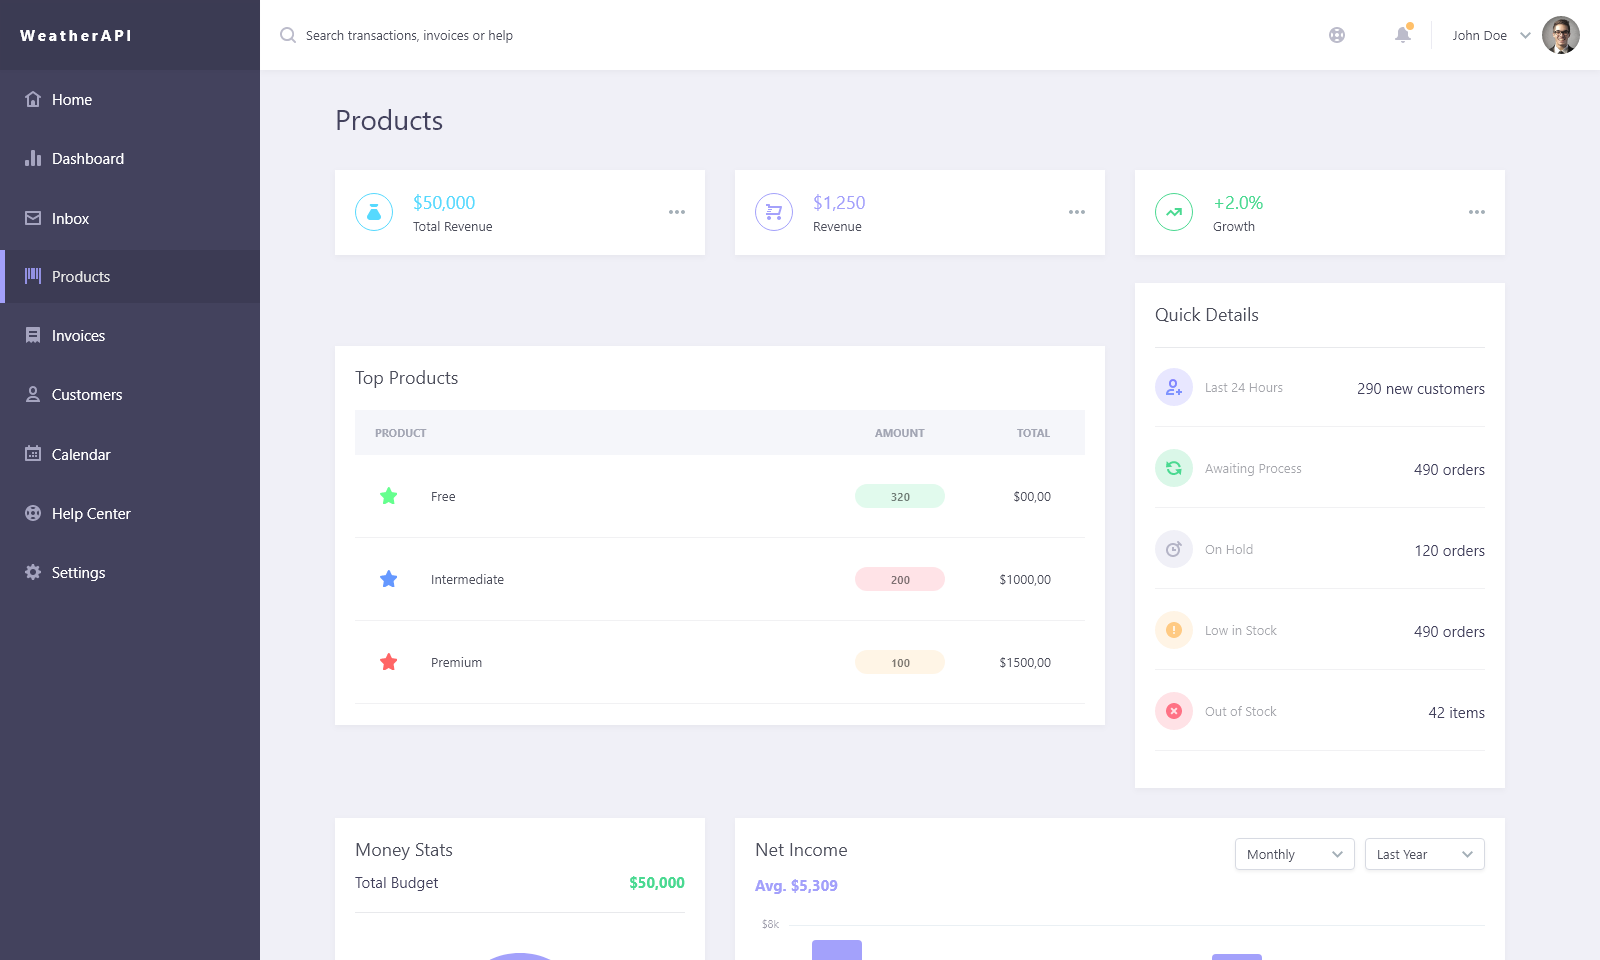 WeatherAPI
Search transactions, invoices or help
John Doe
Home
Dashboard
Inbox
Products
Invoices
Customers
Calendar
Help Center
Settings
Products
$50,000
Total Revenue
$1,250
Revenue
+2.0%
Growth
Top Products
PRODUCT AMOUNT TOTAL
Free 320 $00,00
Intermediate 200 $1000,00
Premium 100 $1500,00
Quick Details
Last 24 Hours 290 new customers
Awaiting Process 490 orders
On Hold 120 orders
Low in Stock 490 orders
Out of Stock 42 items
Money Stats
Total Budget $50,000
Net Income
Monthly
Last Year
Avg. $5,309
$8k